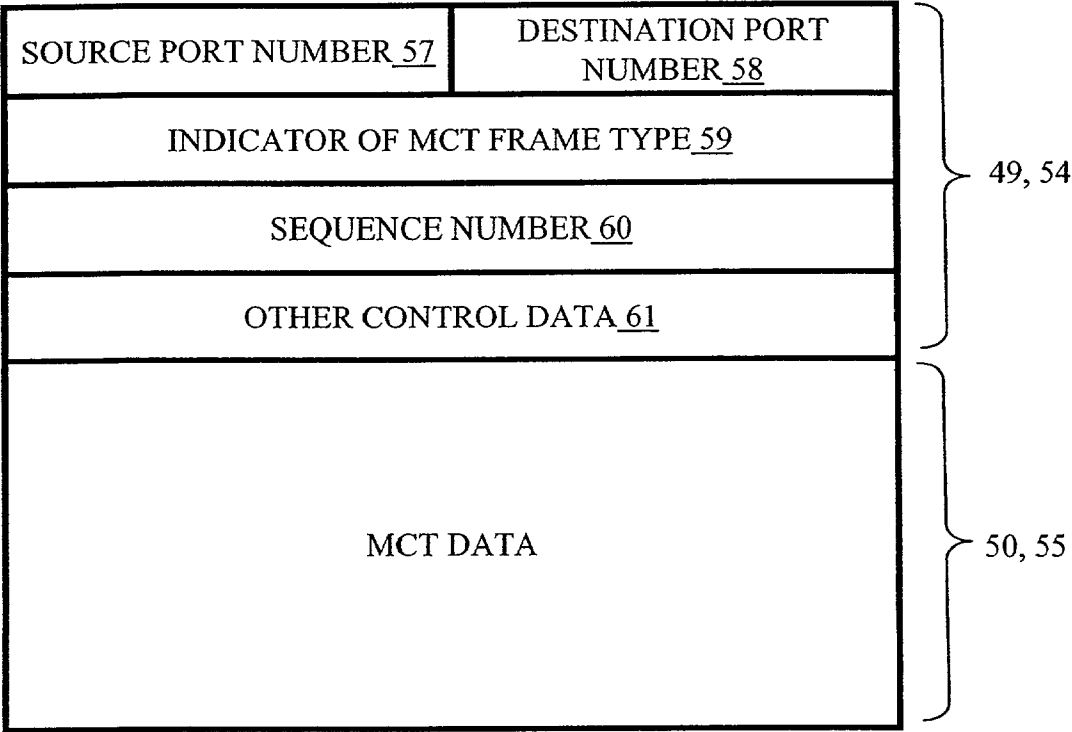 SOURCE PORT NUMBER 57
DESTINATION PORT
NUMBER 58
INDICATOR OF MCT FRAME TYPE 59
49, 54
SEQUENCE NUMBER 60
OTHER CONTROL DATA 61
MCT DATA
50, 55